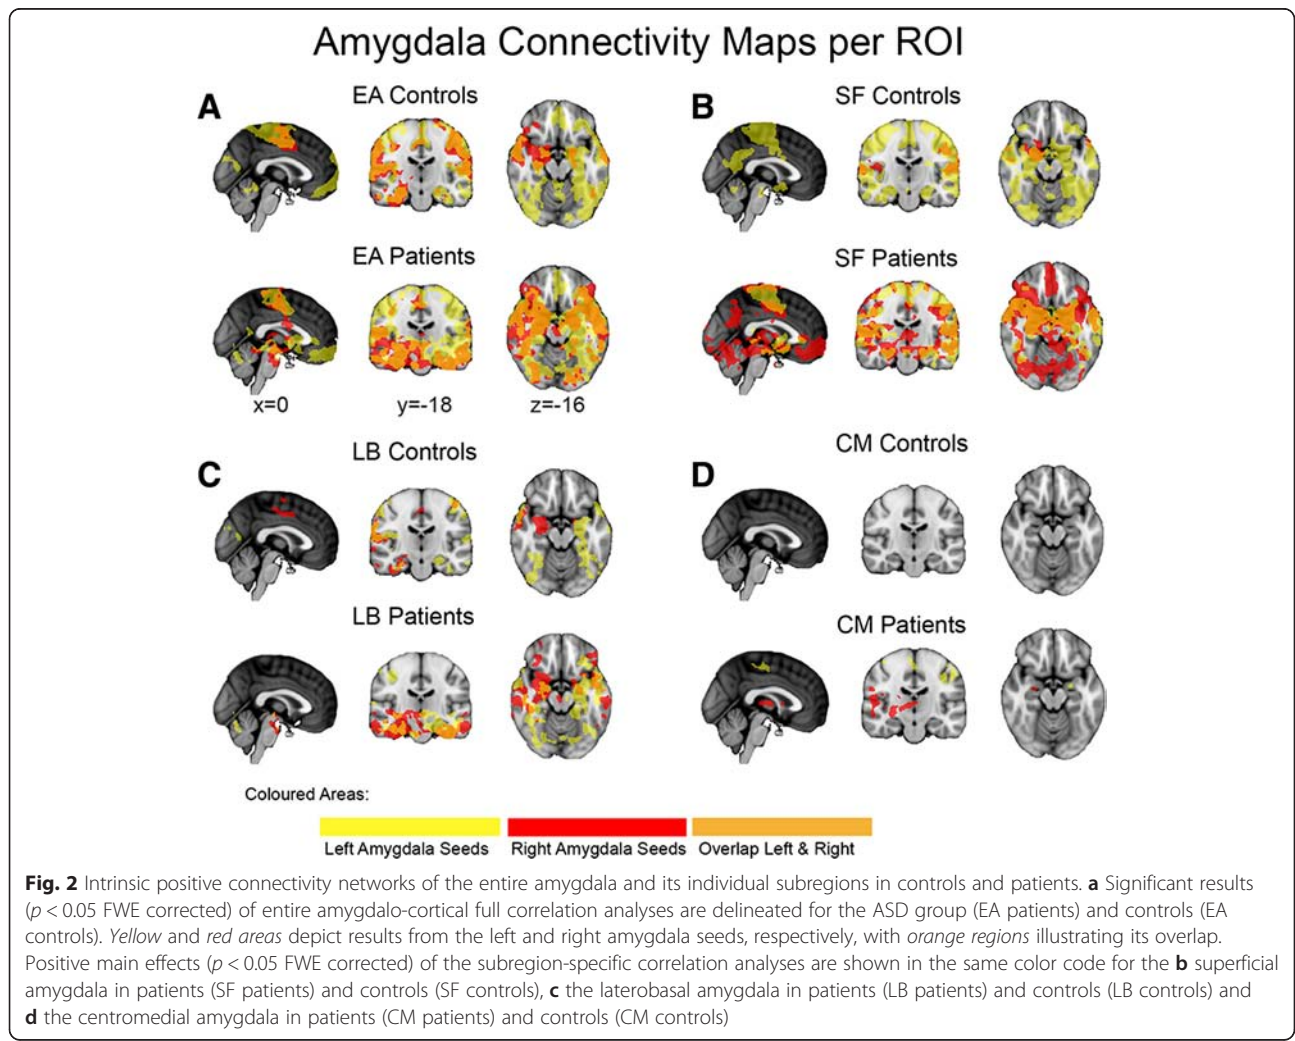 Amygdala Connectivity Maps per ROI
A
EA Controls
B
SF Controls
EA Patients
SF Patients
x=0
y=-18
z=-16
C
LB Controls
D
CM Controls
LB Patients
CM Patients
Coloured Areas:
Left Amygdala Seeds
Right Amygdala Seeds
Overlap Left & Right
Fig. 2 Intrinsic positive connectivity networks of the entire amygdala and its individual subregions in controls and patients. a Significant results
(p < 0.05 FWE corrected) of entire amygdalo-cortical full correlation analyses are delineated for the ASD group (EA patients) and controls (EA
controls). Yellow and red areas depict results from the left and right amygdala seeds, respectively, with orange regions illustrating its overlap.
Positive main effects (p < 0.05 FWE corrected) of the subregion-specific correlation analyses are shown in the same color code for the b superficial
amygdala in patients (SF patients) and controls (SF controls), c the laterobasal amygdala in patients (LB patients) and controls (LB controls) and
d the centromedial amygdala in patients (CM patients) and controls (CM controls)